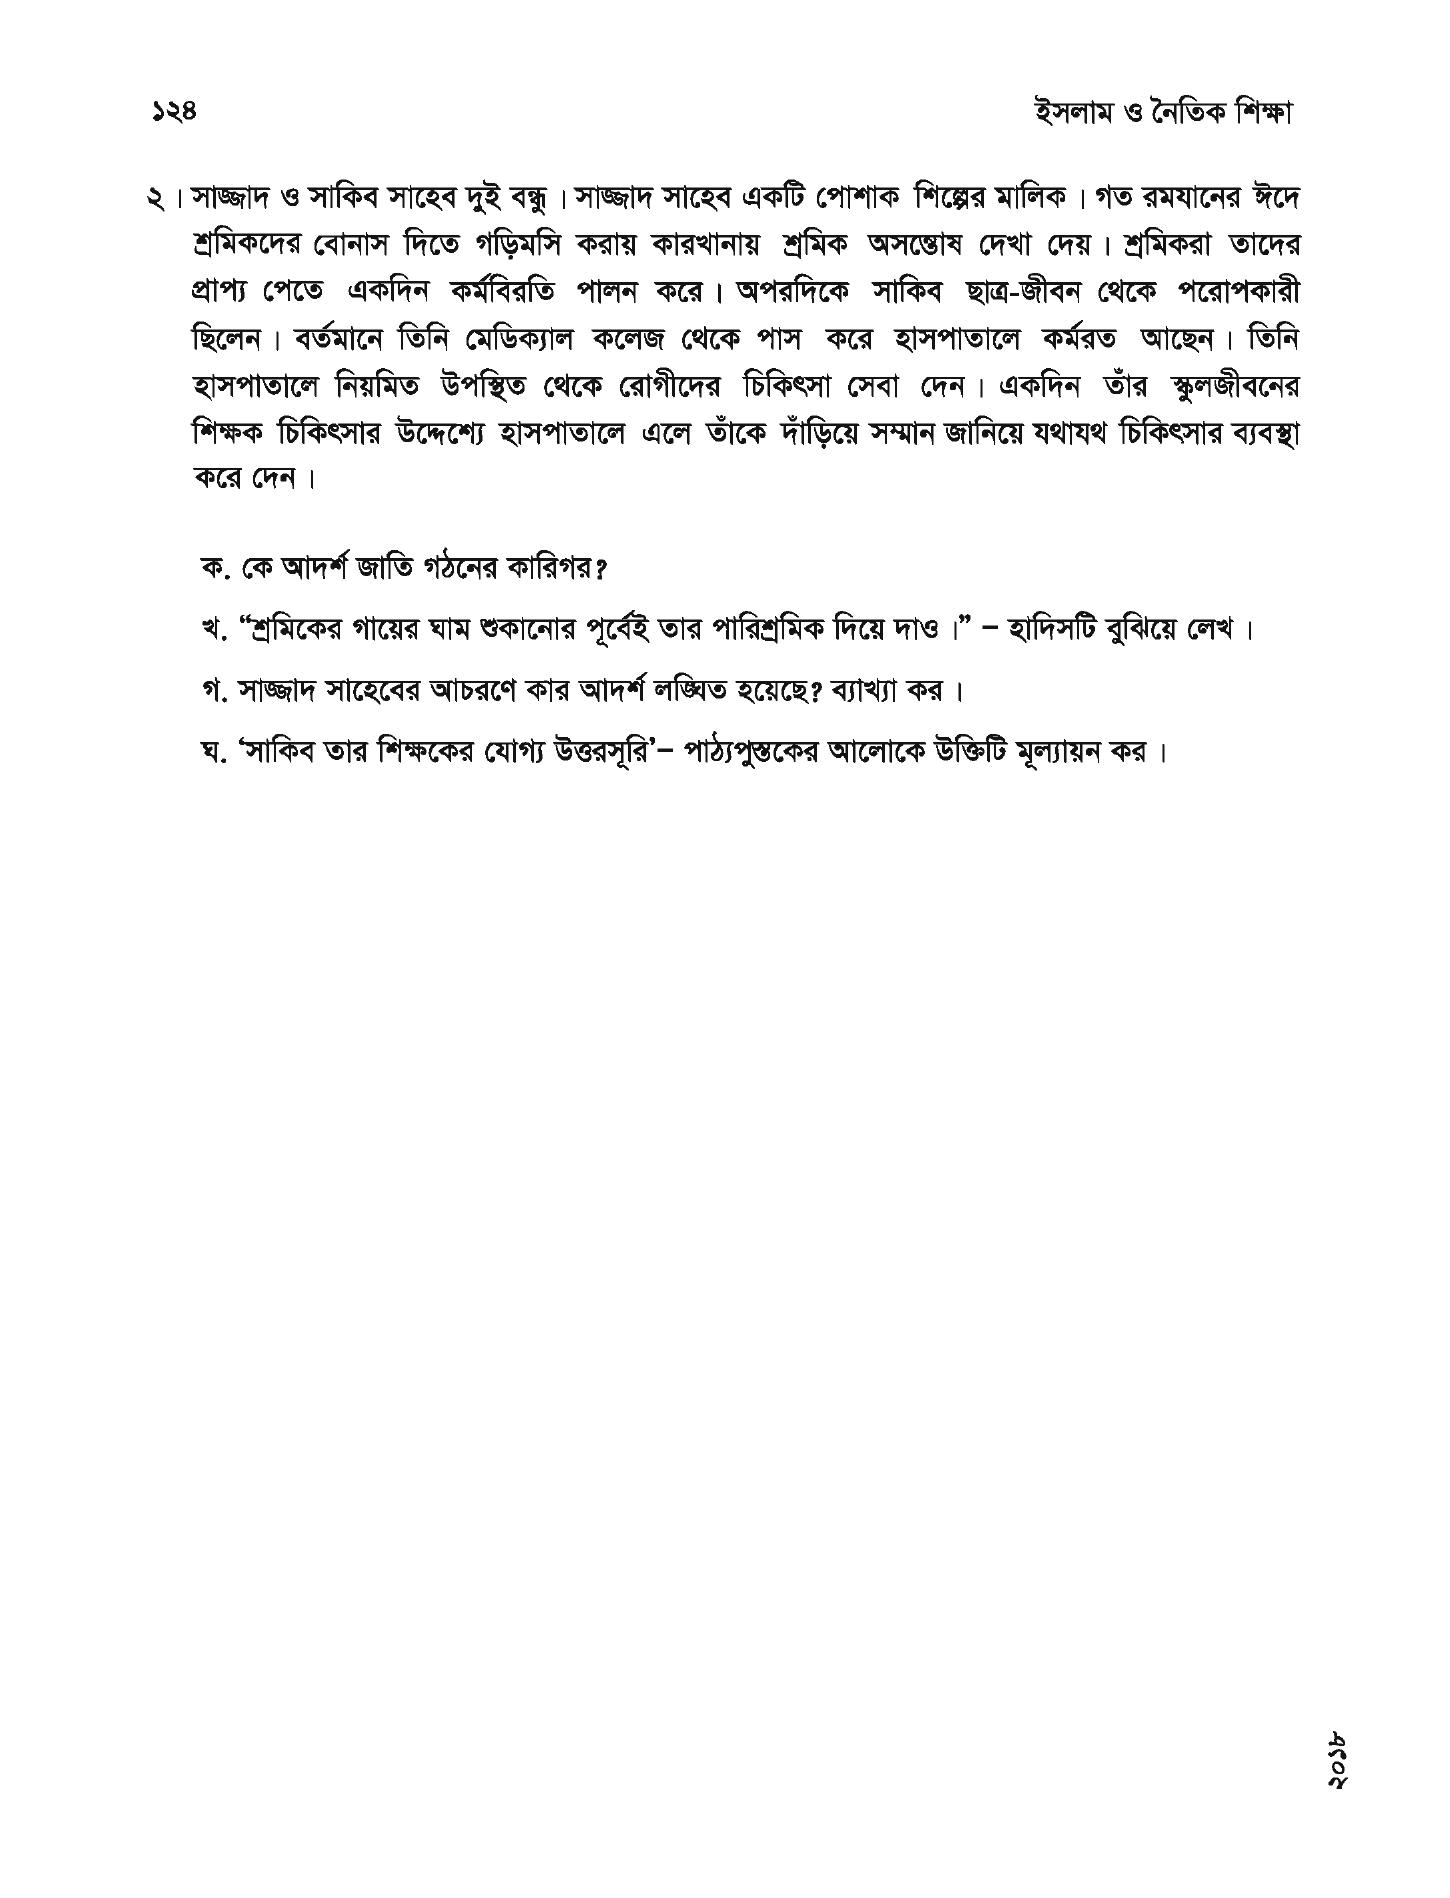 ১২৪
ইসলাম ও নৈতিক শিক্ষা
২। সাজ্জাদ ও সাকিব সাহেব দুই বন্ধু। সাজ্জাদ সাহেব একটি পোশাক শিল্পের মালিক। গত রমযানের ঈদে
শ্রমিকদের বোনাস দিতে গড়িমসি করায় কারখানায় শ্রমিক অসন্তোষ দেখা দেয়। শ্রমিকরা তাদের
প্রাপ্য পেতে একদিন কর্মবিরতি পালন করে। অপরদিকে সাকিব ছাত্র-জীবন থেকে পরোপকারী
ছিলেন। বর্তমানে তিনি মেডিক্যাল কলেজ থেকে পাস করে হাসপাতালে কর্মরত আছেন। তিনি
হাসপাতালে নিয়মিত উপস্থিত থেকে রোগীদের চিকিৎসা সেবা দেন। একদিন তাঁর স্কুলজীবনের
শিক্ষক চিকিৎসার উদ্দেশ্যে হাসপাতালে এলে তাঁকে দাঁড়িয়ে সম্মান জানিয়ে যথাযথ চিকিৎসার ব্যবস্থা
করে দেন।
ক. কে আদর্শ জাতি গঠনের কারিগর?
খ. “শ্রমিকের গায়ের ঘাম শুকানোর পূর্বেই তার পারিশ্রমিক দিয়ে দাও।” – হাদিসটি বুঝিয়ে লেখ।
গ. সাজ্জাদ সাহেবের আচরণে কার আদর্শ লঙ্ঘিত হয়েছে? ব্যাখ্যা কর।
ঘ. ‘সাকিব তার শিক্ষকের যোগ্য উত্তরসূরি’– পাঠ্যপুস্তকের আলোকে উক্তিটি মূল্যায়ন কর।
২০১৮